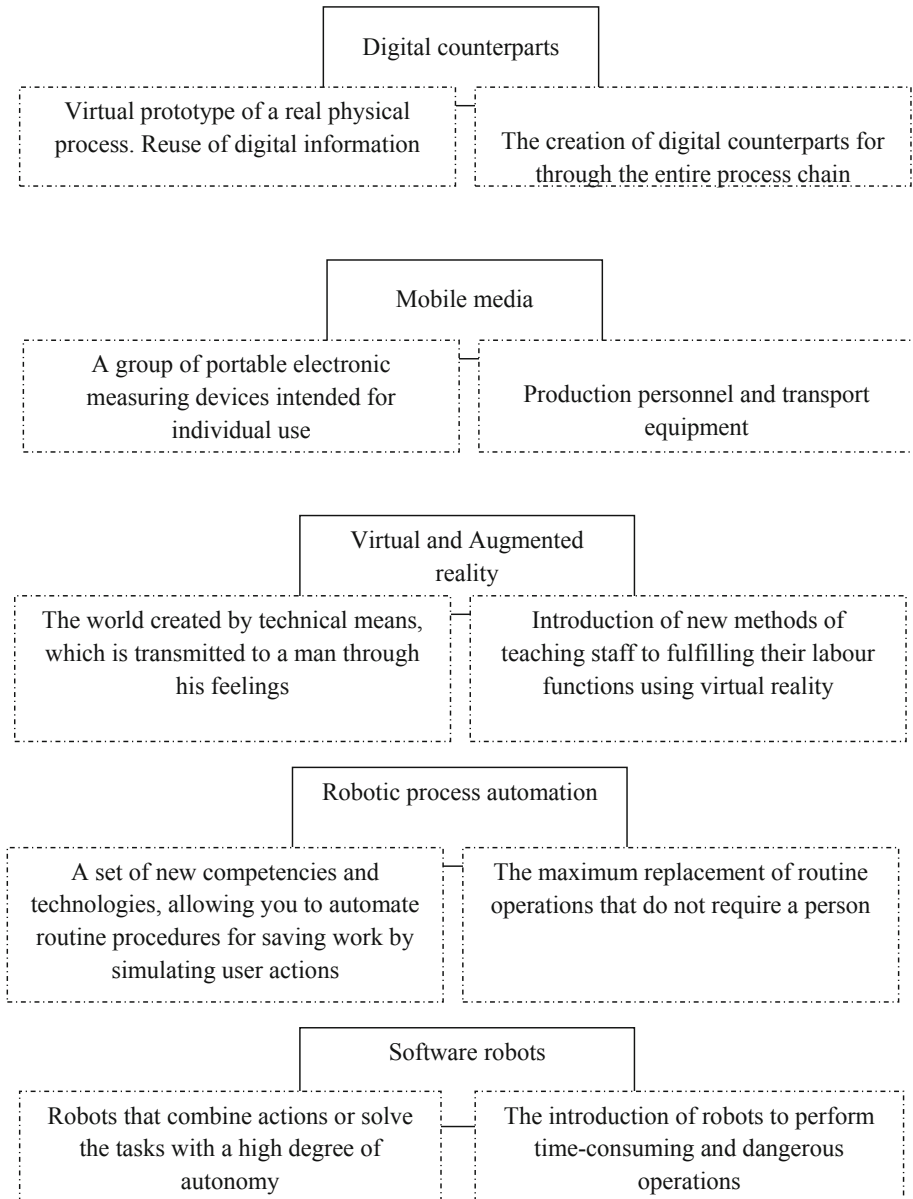 Digital counterparts
Virtual prototype of a real physical
process. Reuse of digital information
The creation of digital counterparts for
through the entire process chain
Mobile media
A group of portable electronic
measuring devices intended for
individual use
Production personnel and transport
equipment
Virtual and Augmented
reality
The world created by technical means,
which is transmitted to a man through
his feelings
Introduction of new methods of
teaching staff to fulfilling their labour
functions using virtual reality
Robotic process automation
A set of new competencies and
technologies, allowing you to automate
routine procedures for saving work by
simulating user actions
The maximum replacement of routine
operations that do not require a person
Software robots
Robots that combine actions or solve
the tasks with a high degree of
autonomy
The introduction of robots to perform
time-consuming and dangerous
operations